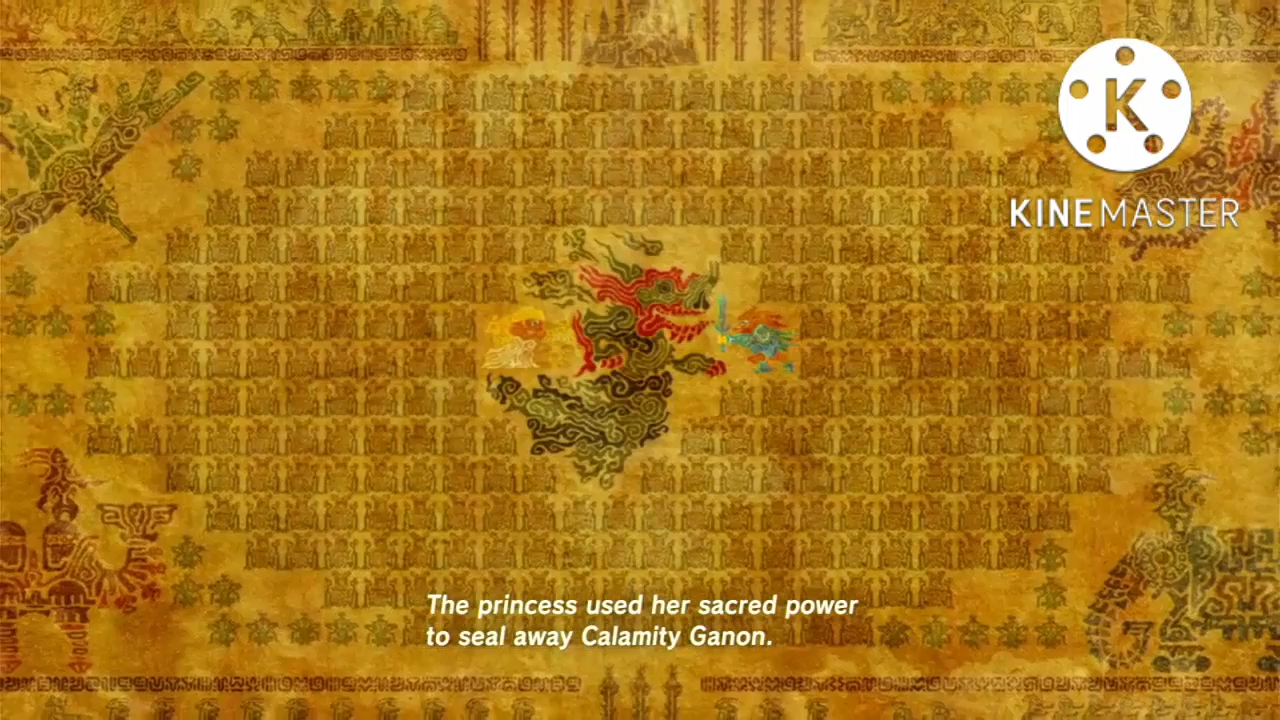 K
KINEMASTER
The princess used her sacred power
to seal away Calamity Ganon.